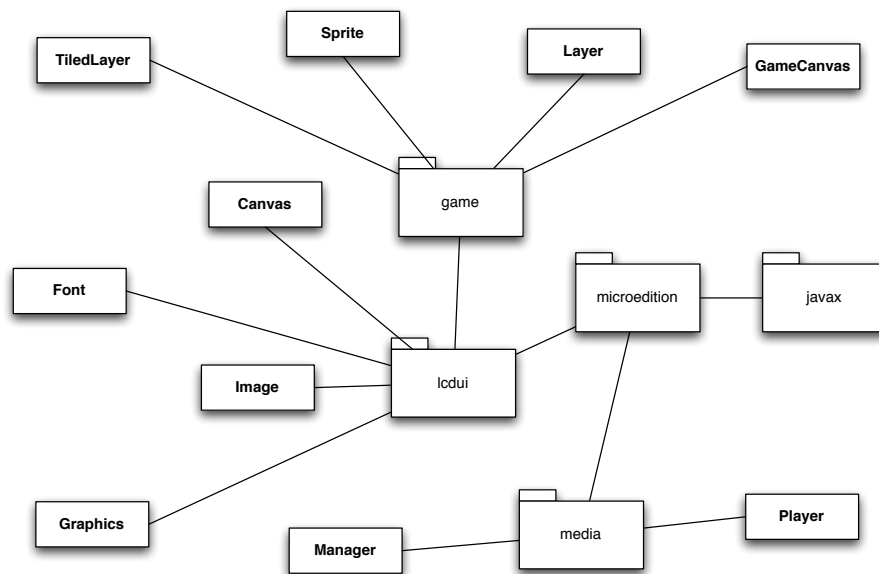 Sprite
Layer
TiledLayer
GameCanvas
game
Canvas
Font
microedition
javax
Image
lcdui
Graphics
Player
Manager
media